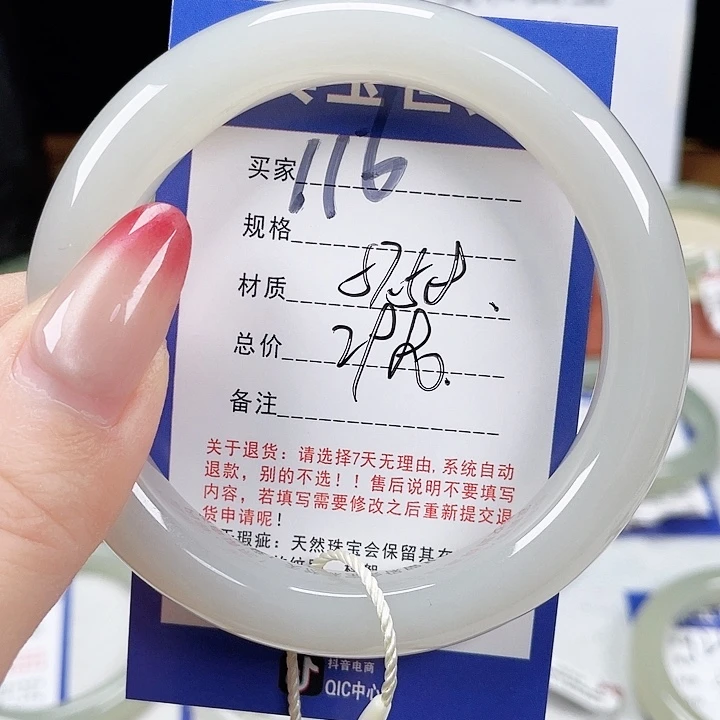 买家 116
规格
材质
总价
备注
关于退货：请选择7天无理由,系统自动
退款，别的不选！！售后说明不要填写
内容，若填写需要修改之后重新提交退
货申请呢！
瑕疵：天然珠宝会保留其在
抖音电商
QIC中心